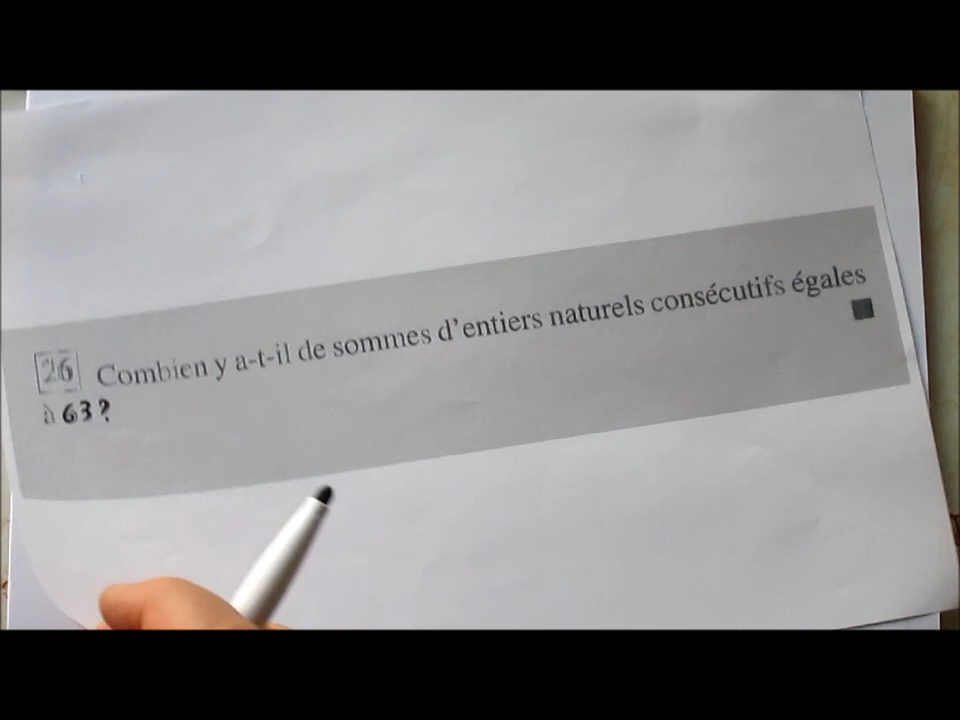 26 Combien y a-t-il de sommes d'entiers naturels consécutifs égales
à 63 ?